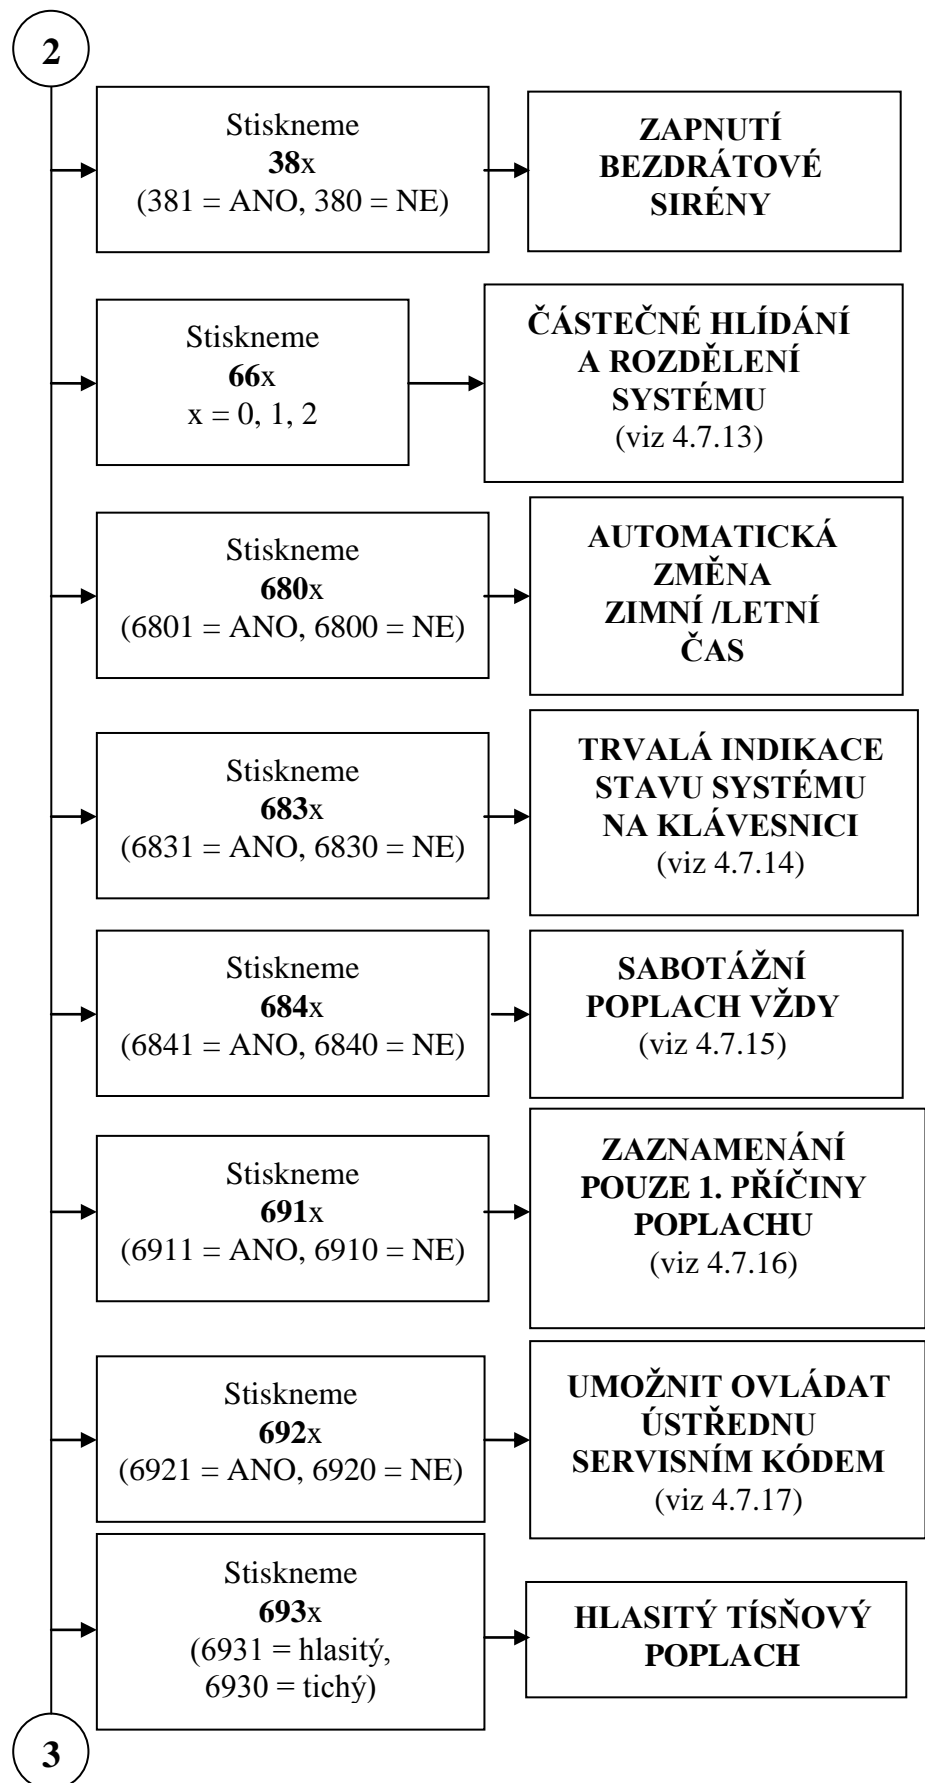 2
Stiskneme
38x
(381 = ANO, 380 = NE)
ZAPNUTÍ
BEZDRÁTOVÉ
SIRÉNY
Stiskneme
66x
x = 0, 1, 2
ČÁSTEČNÉ HLÍDÁNÍ
A ROZDĚLENÍ
SYSTÉMU
(viz 4.7.13)
Stiskneme
680x
(6801 = ANO, 6800 = NE)
AUTOMATICKÁ
ZMĚNA
ZIMNÍ /LETNÍ
ČAS
Stiskneme
683x
(6831 = ANO, 6830 = NE)
TRVALÁ INDIKACE
STAVU SYSTÉMU
NA KLÁVESNICI
(viz 4.7.14)
Stiskneme
684x
(6841 = ANO, 6840 = NE)
SABOTÁŽNÍ
POPLACH VŽDY
(viz 4.7.15)
Stiskneme
691x
(6911 = ANO, 6910 = NE)
ZAZNAMENÁNÍ
POUZE 1. PŘÍČINY
POPLACHU
(viz 4.7.16)
Stiskneme
692x
(6921 = ANO, 6920 = NE)
UMOŽNIT OVLÁDAT
ÚSTŘEDNU
SERVISNÍM KÓDEM
(viz 4.7.17)
Stiskneme
693x
(6931 = hlasitý,
6930 = tichý)
HLASITÝ TÍSŇOVÝ
POPLACH
3